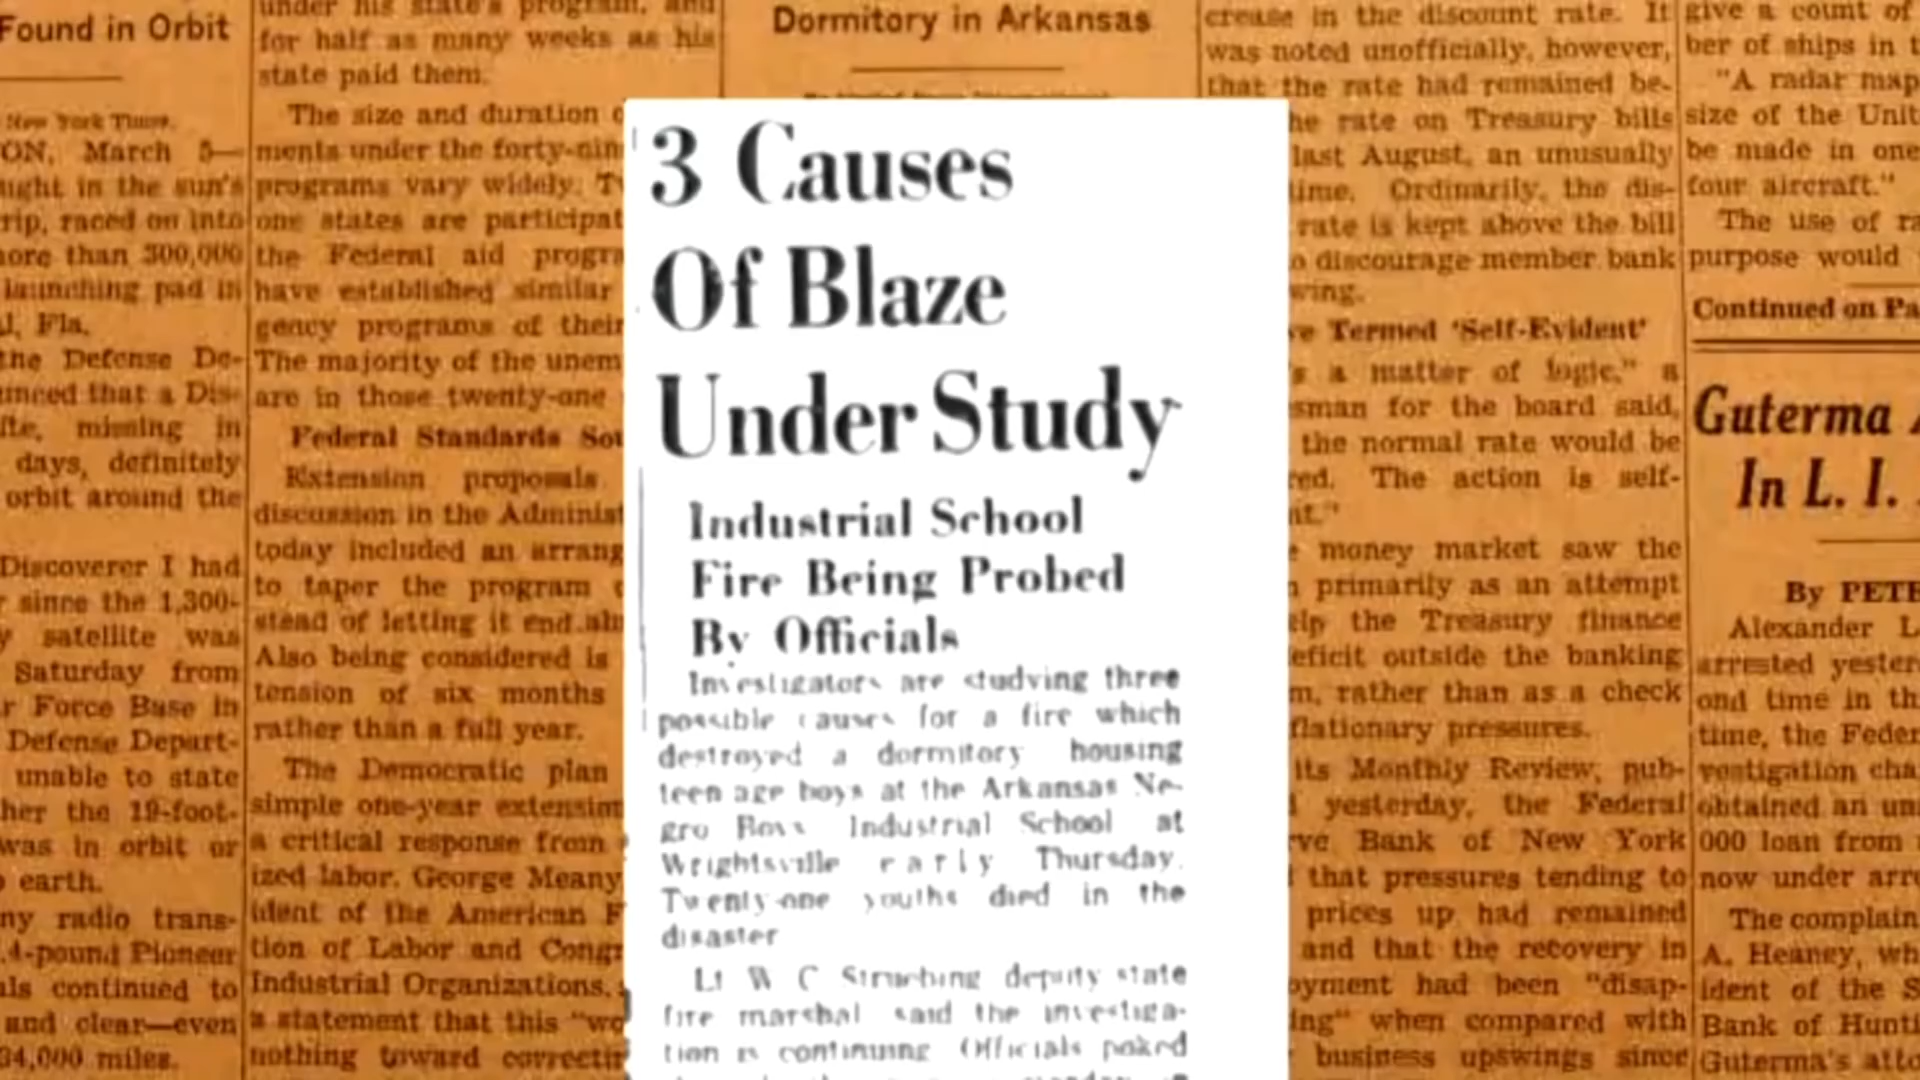 Found in Orbit
New York Times.
ON, March 5—
ught in the sun's
rip, raced on into
ore than 300,000
launching pad in
l, Fla.
the Defense De-
unced that a Dis-
fte, missing in
days, definitely
orbit around the
Discoverer I had
r since the 1,300-
y satellite was
Saturday from
r Force Base in
Defense Depart-
unable to state
her the 19-foot-
was in orbit or
o earth.
ny radio trans-
.4-pound Pioneer
als continued to
and clear—even
34,000 miles.
under his state's program, and
for half as many weeks as his
state paid them.
The size and duration o
ments under the forty-nin
programs vary widely. Tw
one states are participat
the Federal aid progra
have established similar
gency programs of their
The majority of the unem
are in those twenty-one
Federal Standards Sou
Extension proposals
discussion in the Administ
today included an arrang
to taper the program o
stead of letting it end abr
Also being considered is
tension of six months
rather than a full year.
The Democratic plan
simple one-year extension
a critical response from
ized labor. George Meany,
ident of the American F
tion of Labor and Congr
Industrial Organizations,
a statement that this "wo
nothing toward correctin
Dormitory in Arkansas
3 Causes
Of Blaze
Under Study
Industrial School
Fire Being Probed
By Officials
Investigators are studying three
possible causes for a fire which
destroyed a dormitory housing
teen age boys at the Arkansas Ne-
gro Boys Industrial School at
Wrightsville early Thursday.
Twenty-one youths died in the
disaster
Lt W C Struebing deputy state
fire marshal said the investiga-
tion is continuing Officials poked
crease in the discount rate. It
was noted unofficially, however,
that the rate had remained be-
he rate on Treasury bills
last August, an unusually
time. Ordinarily, the dis-
rate is kept above the bill
o discourage member bank
wing.
ve Termed 'Self-Evident'
s a matter of logic," a
sman for the board said,
the normal rate would be
red. The action is self-
nt."
e money market saw the
n primarily as an attempt
elp the Treasury finance
eficit outside the banking
m, rather than as a check
flationary pressures.
its Monthly Review, pub-
d yesterday, the Federal
rve Bank of New York
that pressures tending to
prices up had remained
and that the recovery in
oyment had been "disap-
ing" when compared with
business upswings since
give a count of
ber of ships in t
"A radar map
size of the Unit
be made in one
four aircraft."
The use of ra
purpose would
Continued on Pa
Guterma A
In L. I.
By PETE
Alexander L
arrested yester
ond time in th
time, the Feder
vestigation cha
obtained an un
000 loan from
now under arre
The complain
A. Heaney, wh
ident of the S
Bank of Hunti
Guterma's atto